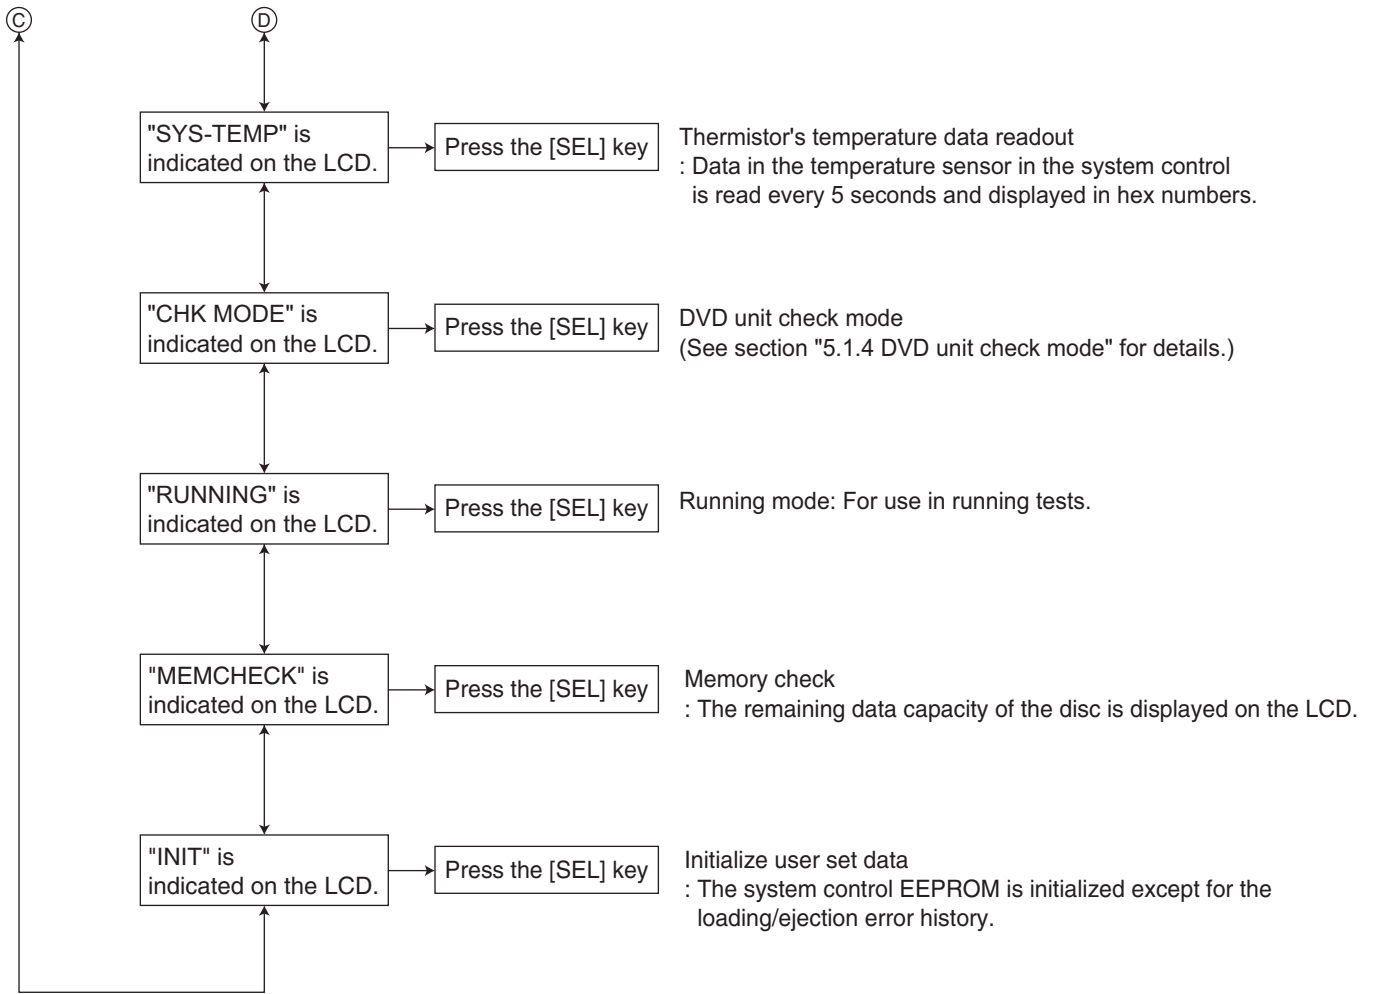 C
D
"SYS-TEMP" is
indicated on the LCD.
Press the [SEL] key
Thermistor's temperature data readout
: Data in the temperature sensor in the system control
is read every 5 seconds and displayed in hex numbers.
"CHK MODE" is
indicated on the LCD.
Press the [SEL] key
DVD unit check mode
(See section "5.1.4 DVD unit check mode" for details.)
"RUNNING" is
indicated on the LCD.
Press the [SEL] key
Running mode: For use in running tests.
"MEMCHECK" is
indicated on the LCD.
Press the [SEL] key
Memory check
: The remaining data capacity of the disc is displayed on the LCD.
"INIT" is
indicated on the LCD.
Press the [SEL] key
Initialize user set data
: The system control EEPROM is initialized except for the
loading/ejection error history.